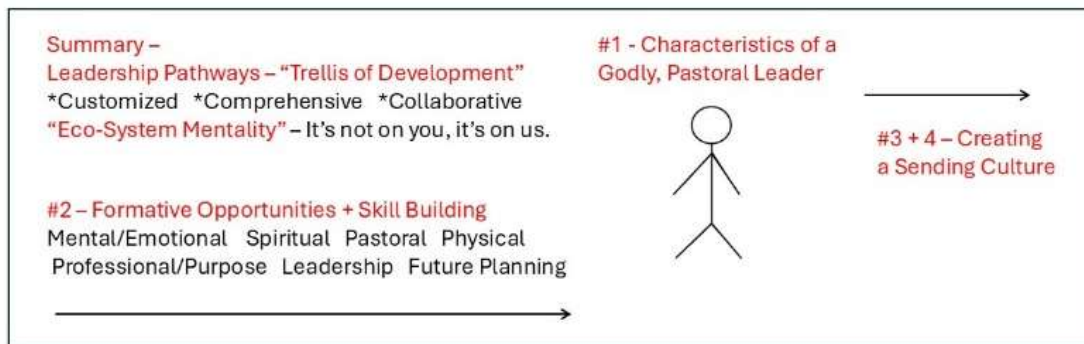 Summary –
Leadership Pathways – “Trellis of Development”
*Customized *Comprehensive *Collaborative
“Eco-System Mentality” – It’s not on you, it’s on us.
#2 – Formative Opportunities + Skill Building
Mental/Emotional Spiritual Pastoral Physical
Professional/Purpose Leadership Future Planning
#1 - Characteristics of a
Godly, Pastoral Leader
#3 + 4 – Creating
a Sending Culture